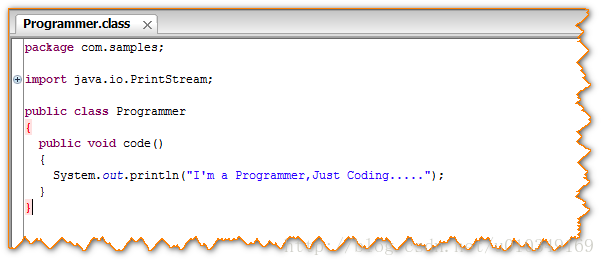 Programmer.class
package com.samples;
import java.io.PrintStream;
public class Programmer
{
public void code()
{
System.out.println("I'm a Programmer,Just Coding.....");
}
}